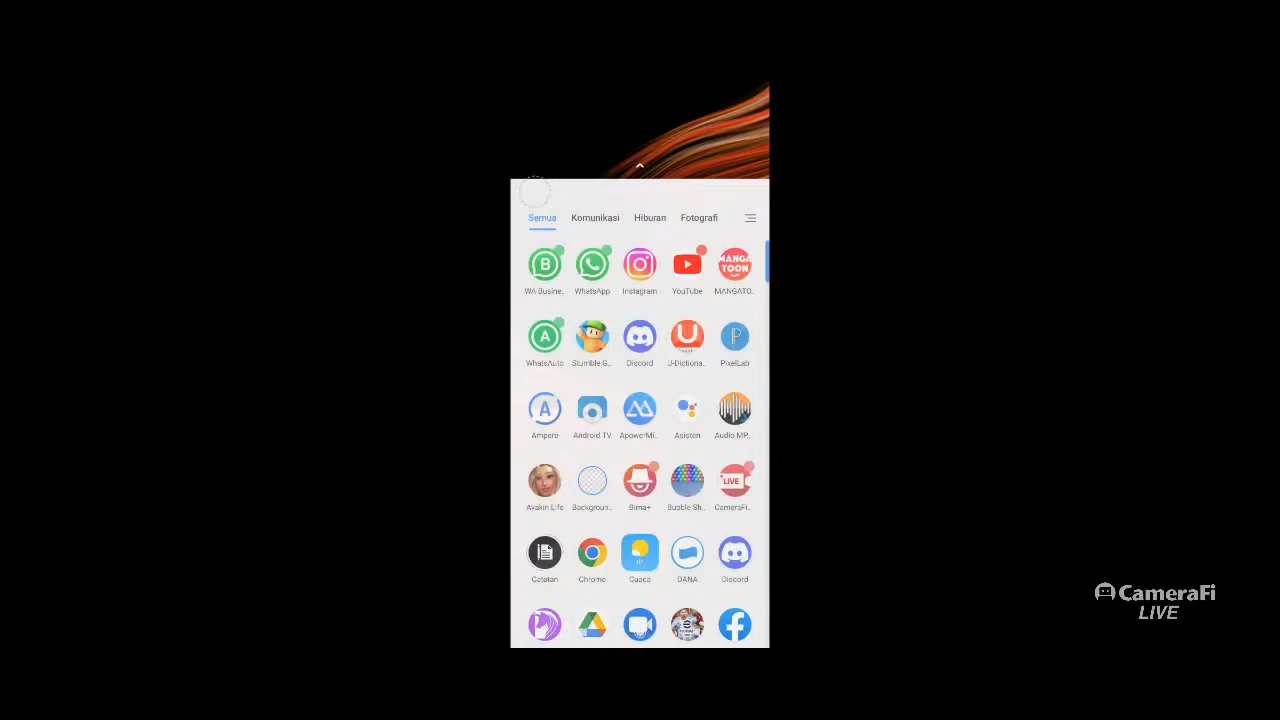 Semua Komunikasi Hiburan Fotografi
B
MANGA
TOON
WA Busine.. WhatsApp Instagram YouTube MANGATO..
A U P
WhatsAuto Stumble G.. Discord U-Dictiona.. PixelLab
A
Ampere Android TV ApowerMi.. Asisten Audio MP..
LIVE
Avakin Life Backgroun.. Bima+ Bubble Sh.. CameraFi..
Catatan Chrome Cuaca DANA Discord
CameraFi
LIVE